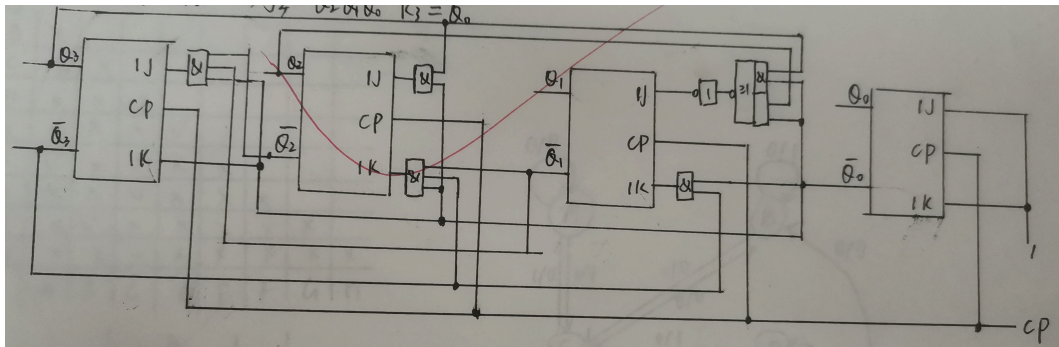 K3 = Q0
Q3 1J & Q2 1J & Q1 1J 1 ≥1 & Q0 1J
CP CP CP CP
Q̅3 1K Q̅2 1K & Q̅1 1K & Q̅0 1K
1
CP